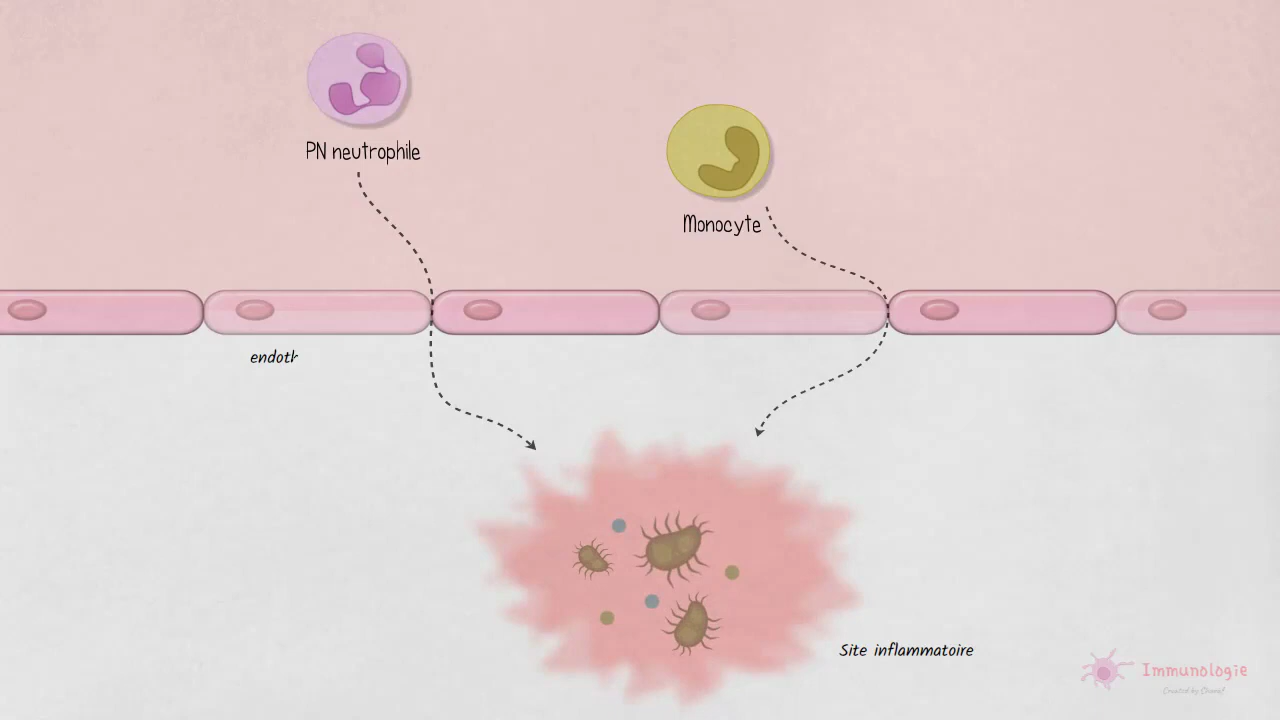 PN neutrophile
Monocyte
endoth
Site inflammatoire
Immunologie